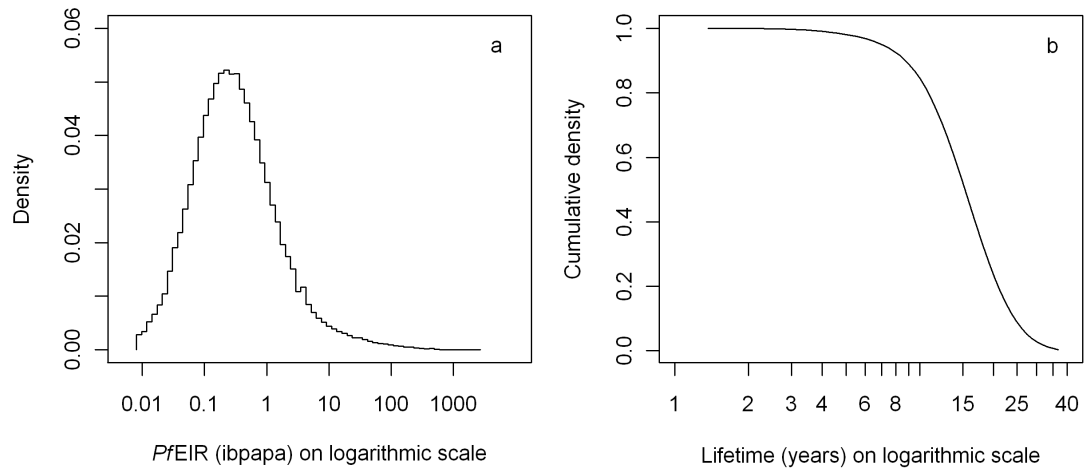 a
Density
0.00 0.02 0.04 0.06
0.01 0.1 1 10 100 1000
PfEIR (ibpapa) on logarithmic scale
b
Cumulative density
0.0 0.2 0.4 0.6 0.8 1.0
1 2 3 4 6 8 15 25 40
Lifetime (years) on logarithmic scale